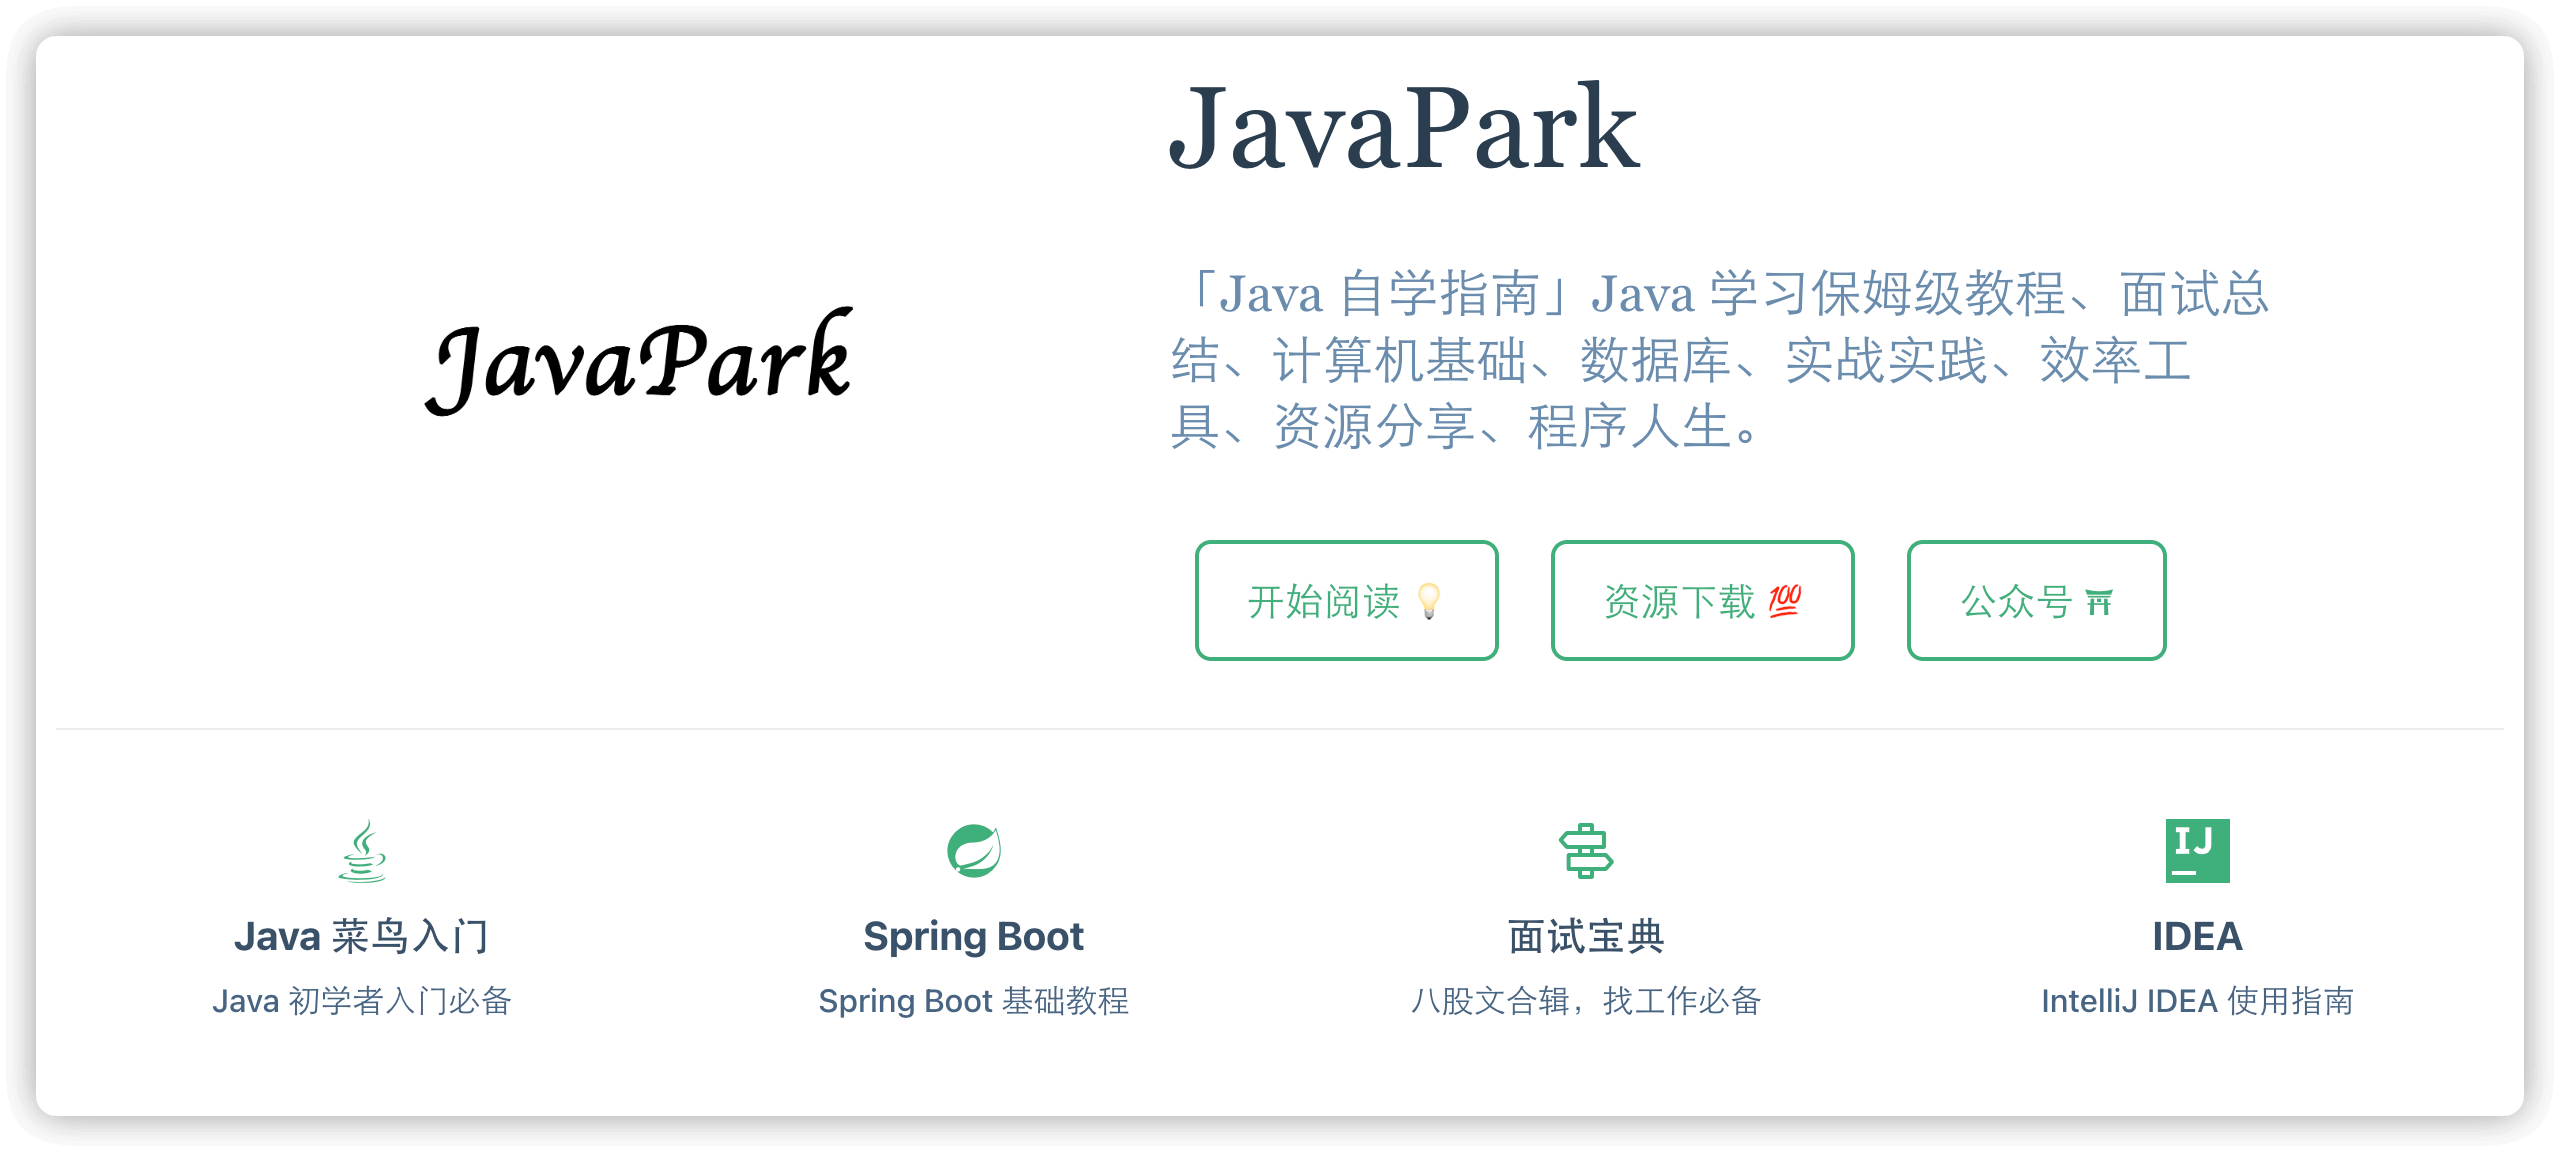 JavaPark
JavaPark
「Java 自学指南」Java 学习保姆级教程、面试总
结、计算机基础、数据库、实战实践、效率工
具、资源分享、程序人生。
开始阅读 💡
资源下载 💯
公众号 ⛩
IJ
Java 菜鸟入门
Java 初学者入门必备
Spring Boot
Spring Boot 基础教程
面试宝典
八股文合辑，找工作必备
IDEA
IntelliJ IDEA 使用指南